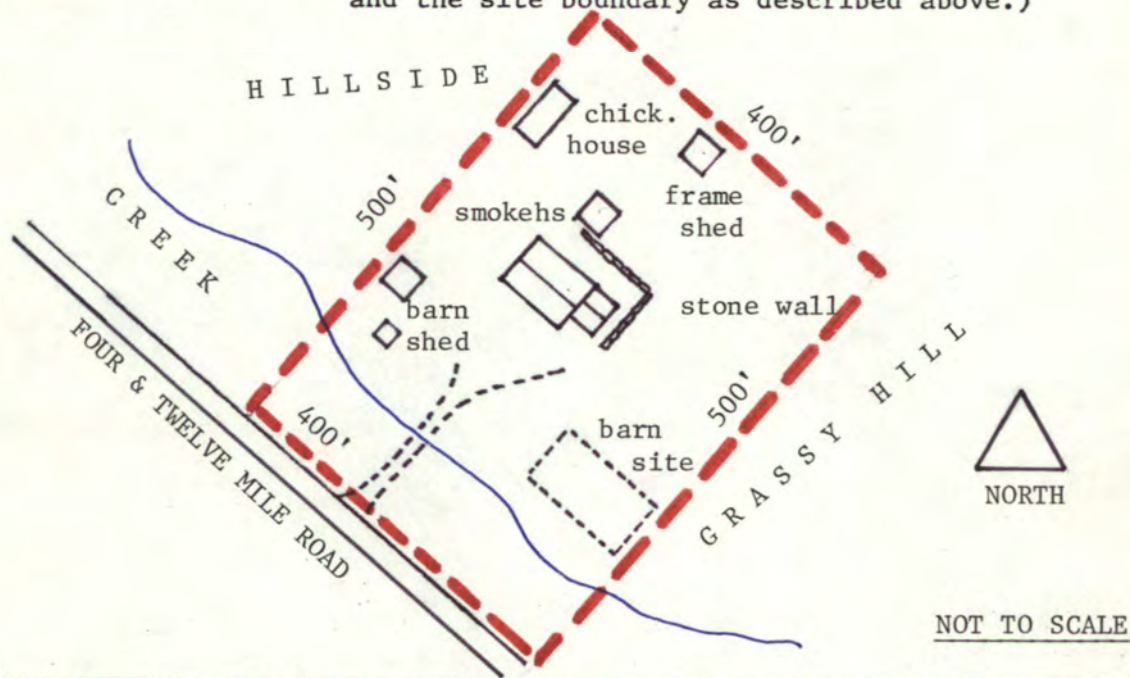 and the site boundary as described above.)
HILLSIDE
chick.
house
400'
500'
CREEK
smokehs
frame
shed
barn
shed
stone wall
FOUR & TWELVE MILE ROAD
400'
500'
barn
site
GRASSY HILL
NORTH
NOT TO SCALE